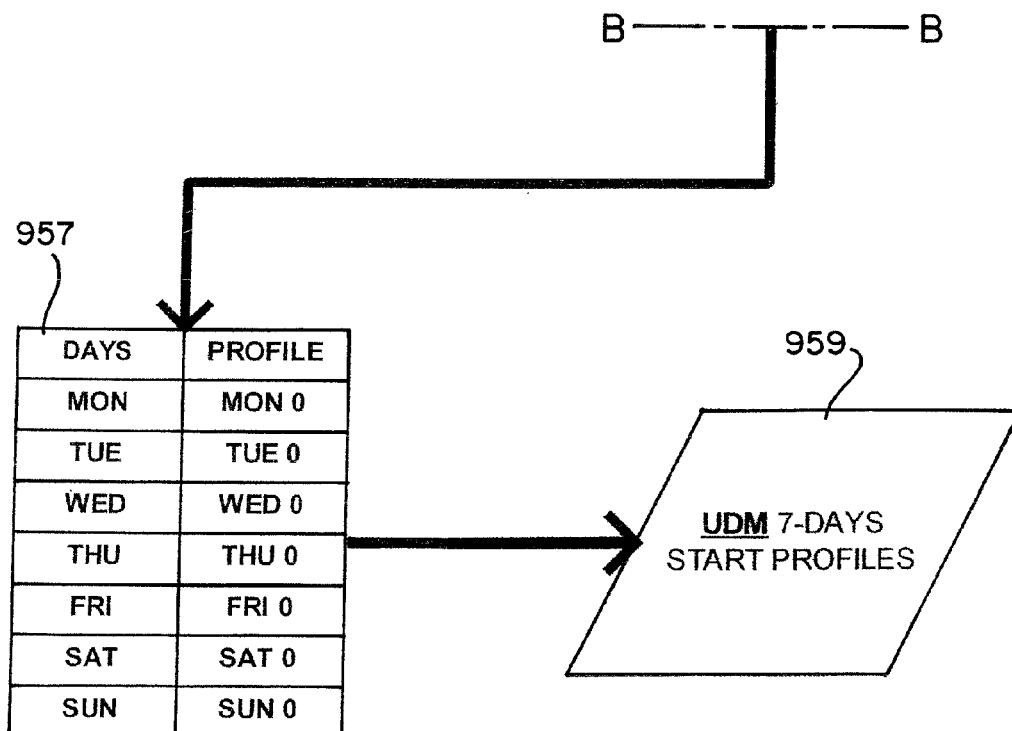 B B
957
DAYS PROFILE
MON MON 0
TUE TUE 0
WED WED 0
THU THU 0
FRI FRI 0
SAT SAT 0
SUN SUN 0
959
UDM 7-DAYS
START PROFILES